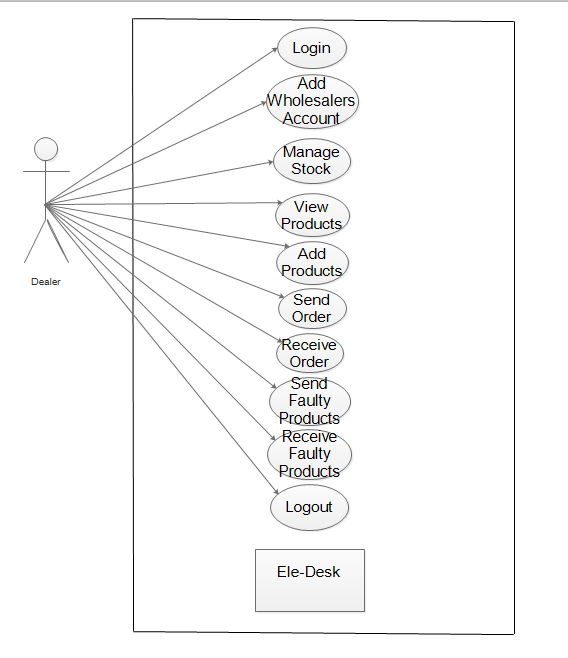 Login
Add
Wholesalers
Account
Manage
Stock
View
Products
Add
Products
Send
Order
Receive
Order
Send
Faulty
Products
Receive
Faulty
Products
Logout
Ele-Desk
Dealer